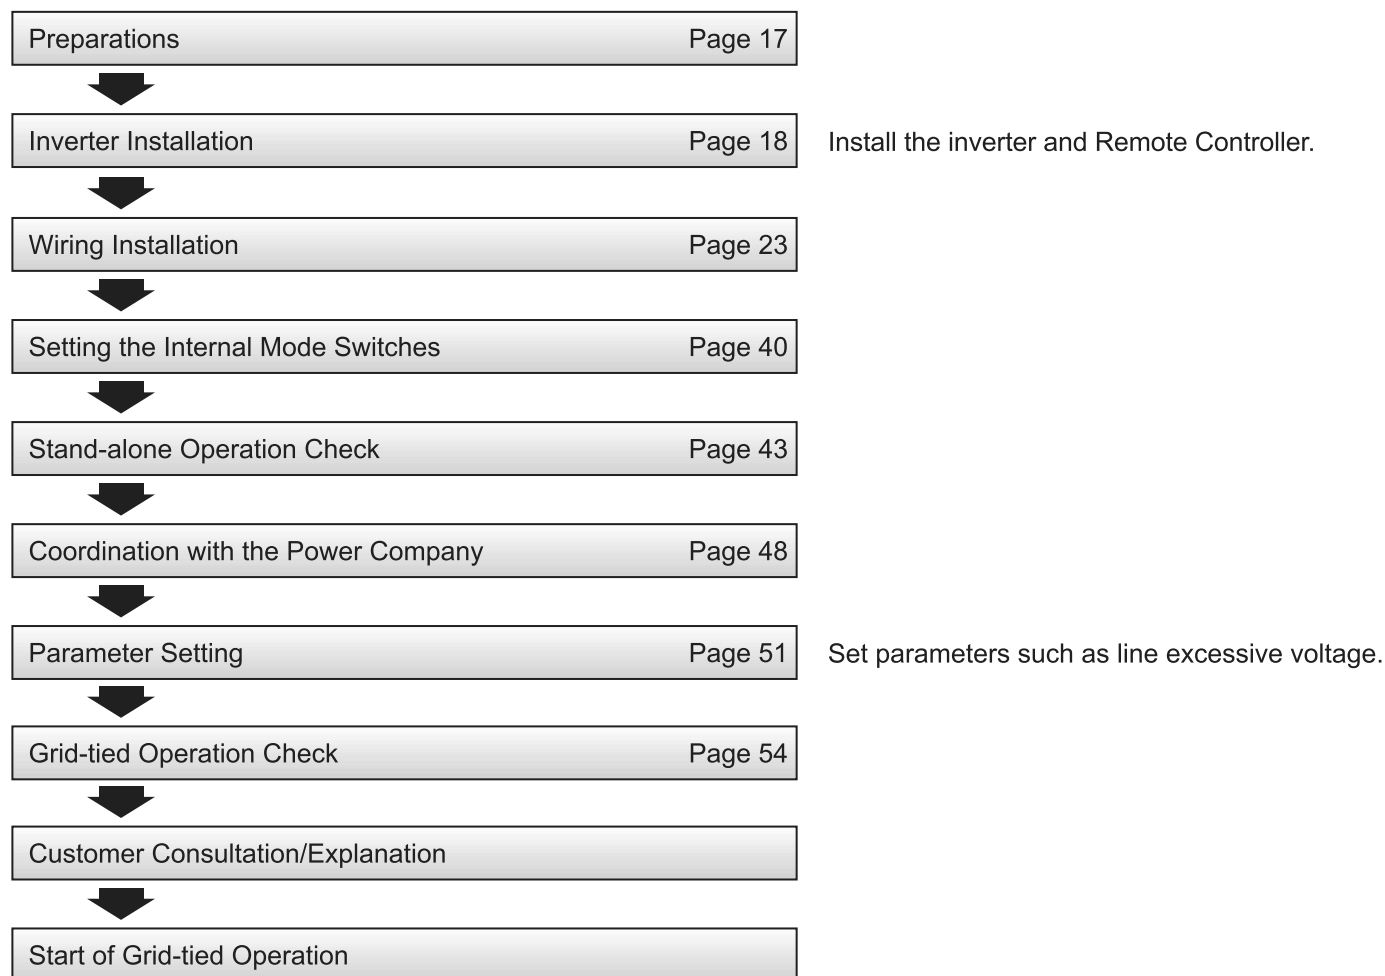 Preparations Page 17
Inverter Installation Page 18 Install the inverter and Remote Controller.
Wiring Installation Page 23
Setting the Internal Mode Switches Page 40
Stand-alone Operation Check Page 43
Coordination with the Power Company Page 48
Parameter Setting Page 51 Set parameters such as line excessive voltage.
Grid-tied Operation Check Page 54
Customer Consultation/Explanation
Start of Grid-tied Operation